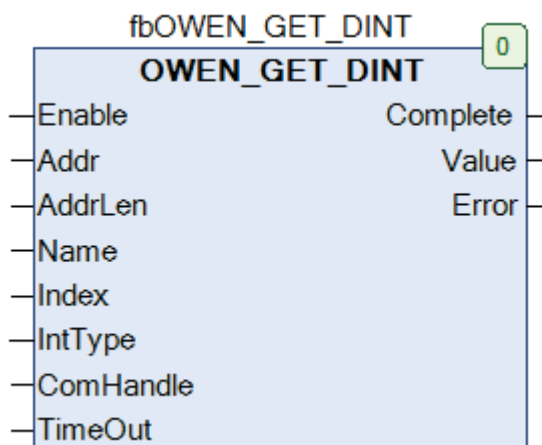 fbOWEN_GET_DINT
0
OWEN_GET_DINT
Enable Complete
Addr Value
AddrLen Error
Name
Index
IntType
ComHandle
TimeOut